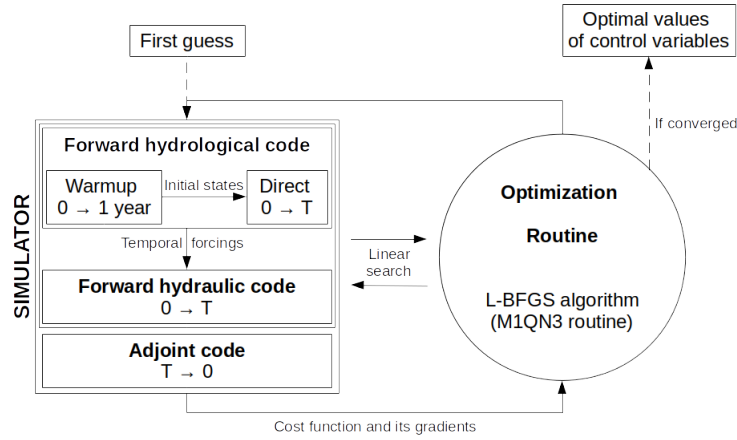 First guess
Optimal values
of control variables
If converged
SIMULATOR
Forward hydrological code
Warmup
0 → 1 year
Initial states
Direct
0 → T
Temporal forcings
Forward hydraulic code
0 → T
Adjoint code
T → 0
Linear
search
Optimization
Routine
L-BFGS algorithm
(M1QN3 routine)
Cost function and its gradients